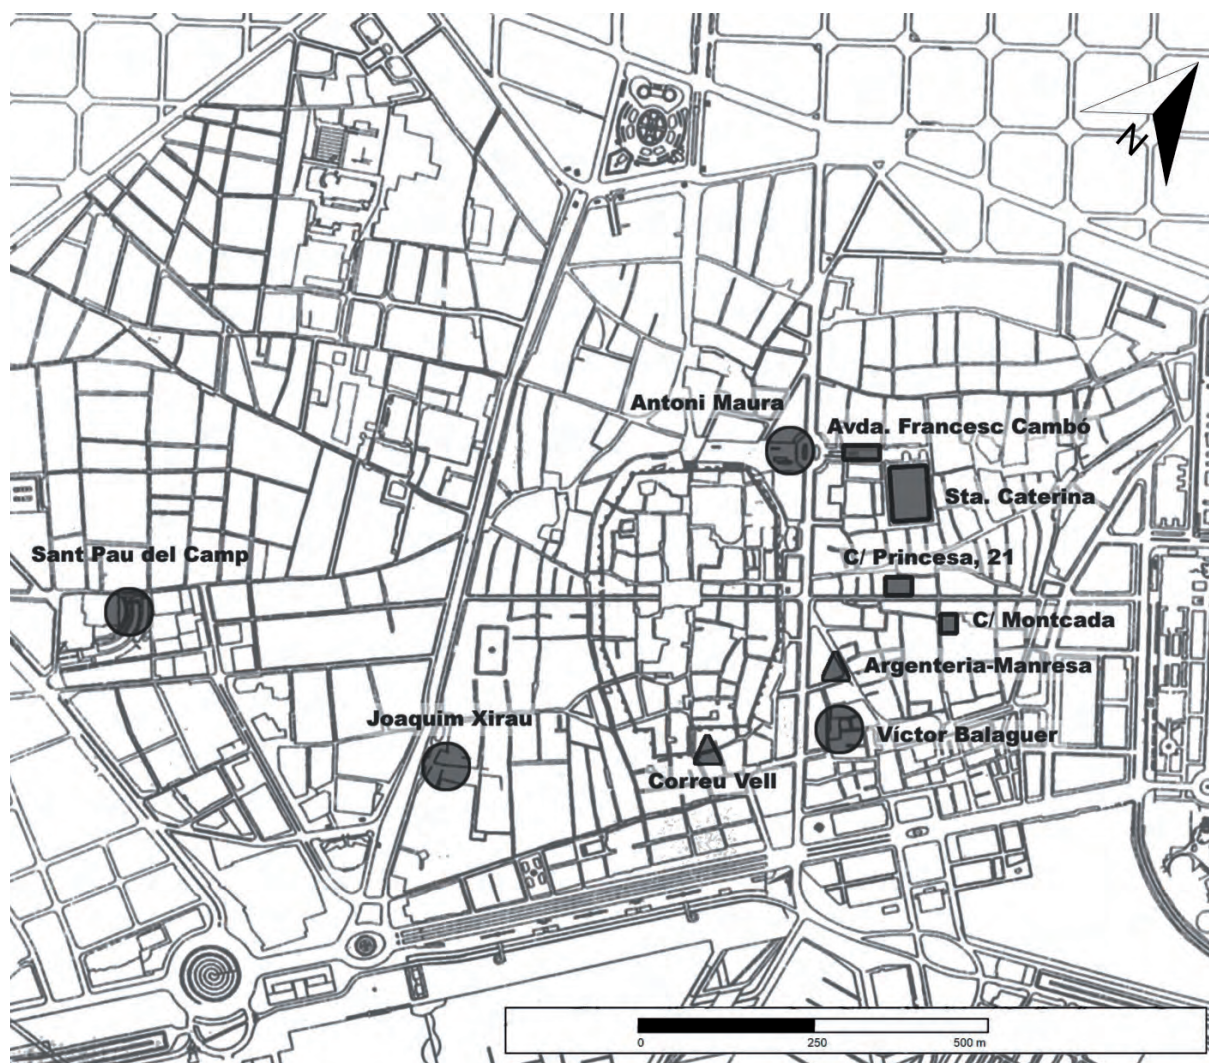 N
Antoni Maura
Avda. Francesc Cambó
Sta. Caterina
Sant Pau del Camp
C/ Princesa, 21
C/ Montcada
Argenteria-Manresa
Joaquim Xirau
Víctor Balaguer
Correu Vell
0 250 500 m